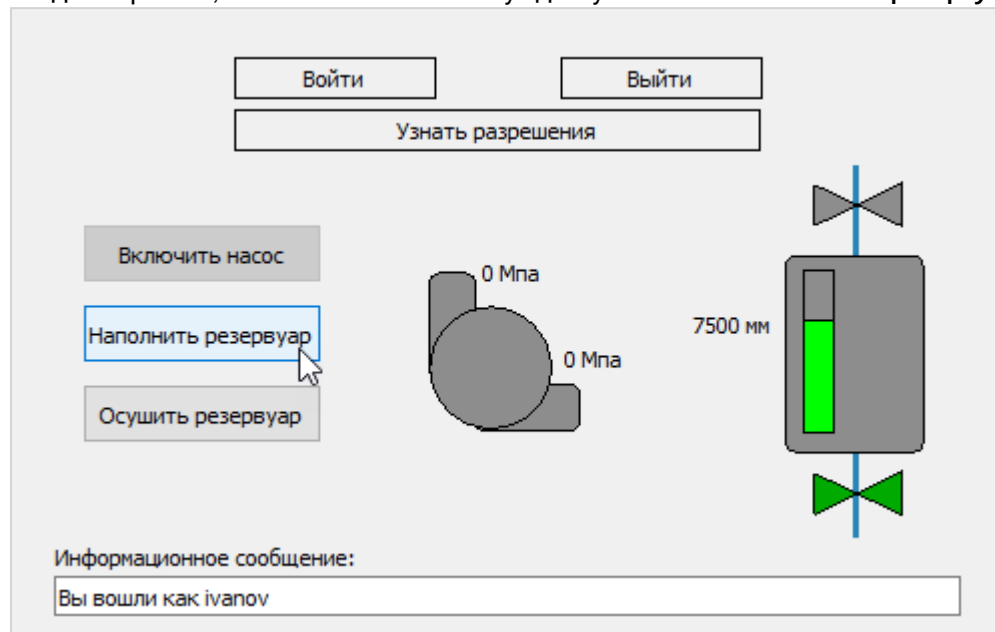 Войти
Выйти
Узнать разрешения
Включить насос
0 Мпа
Наполнить резервуар
7500 мм
0 Мпа
Осушить резервуар
Информационное сообщение:
Вы вошли как ivanov